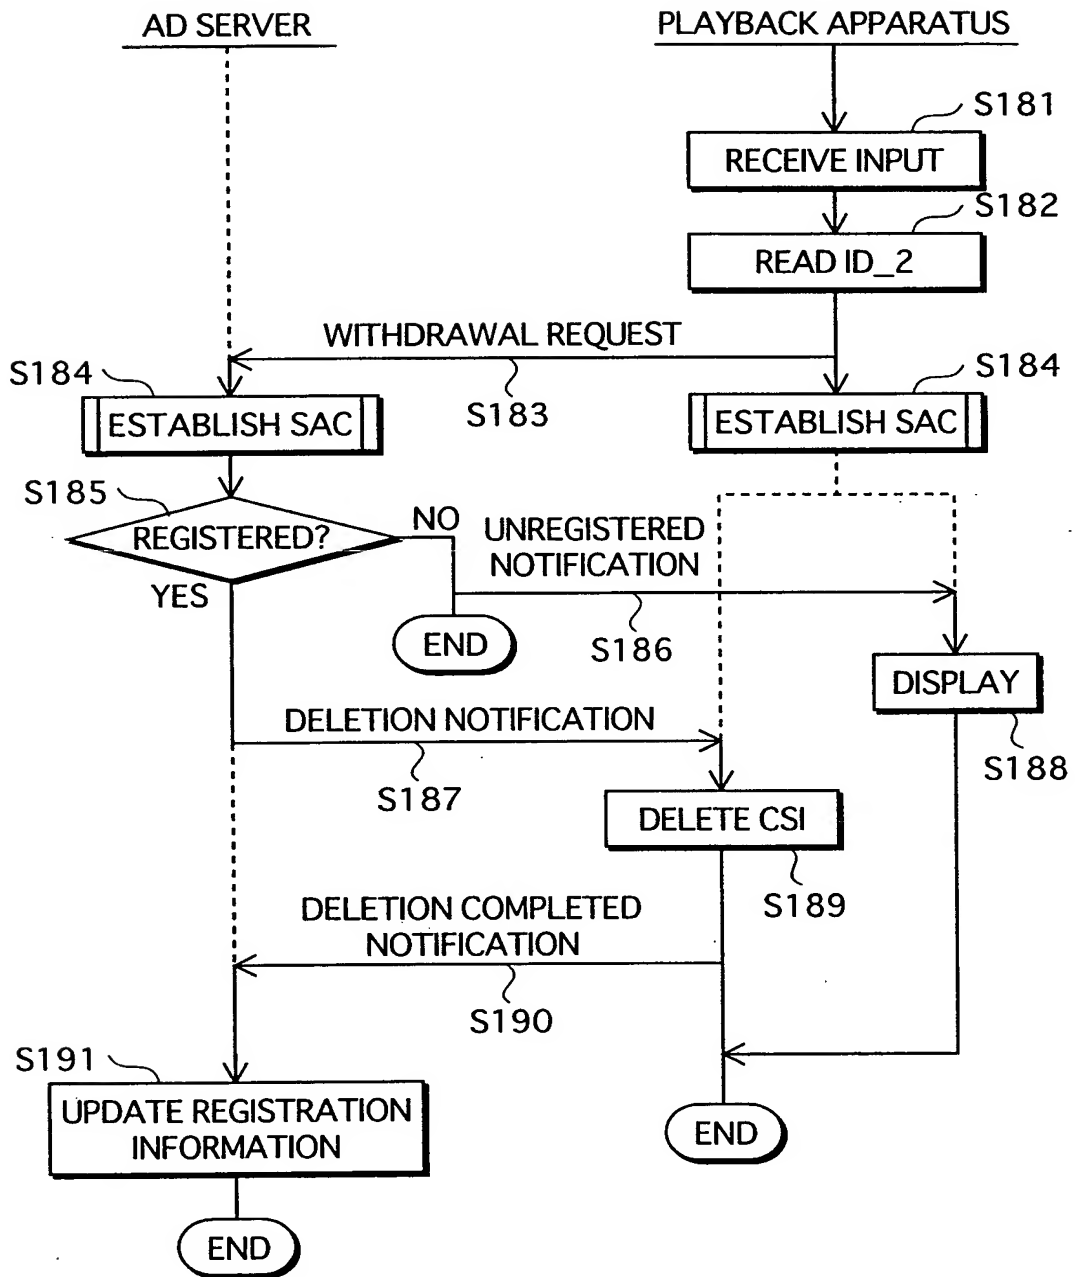 AD SERVER
PLAYBACK APPARATUS
S181
RECEIVE INPUT
S182
READ ID_2
WITHDRAWAL REQUEST
S183
S184
ESTABLISH SAC
S184
ESTABLISH SAC
S185
REGISTERED?
NO
YES
UNREGISTERED
NOTIFICATION
S186
END
DISPLAY
S188
DELETION NOTIFICATION
S187
DELETE CSI
S189
DELETION COMPLETED
NOTIFICATION
S190
S191
UPDATE REGISTRATION
INFORMATION
END
END